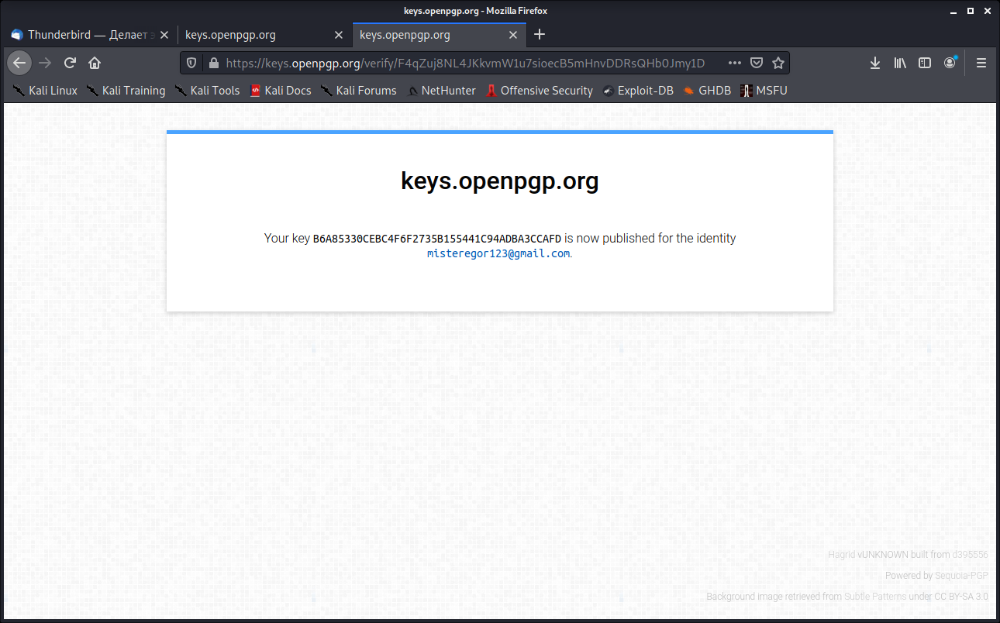 keys.openpgp.org - Mozilla Firefox
Thunderbird — Делает э
keys.openpgp.org
keys.openpgp.org
https://keys.openpgp.org/verify/F4qZuj8NL4JKkvmW1u7sioecB5mHnvDDRsQHb0Jmy1D
Kali Linux
Kali Training
Kali Tools
Kali Docs
Kali Forums
NetHunter
Offensive Security
Exploit-DB
GHDB
MSFU
keys.openpgp.org
Your key B6A85330CEBC4F6F2735B155441C94ADBA3CCAFD is now published for the identity
misteregor123@gmail.com.
Hagrid vUNKNOWN built from d395556
Powered by Sequoia-PGP
Background image retrieved from Subtle Patterns under CC BY-SA 3.0